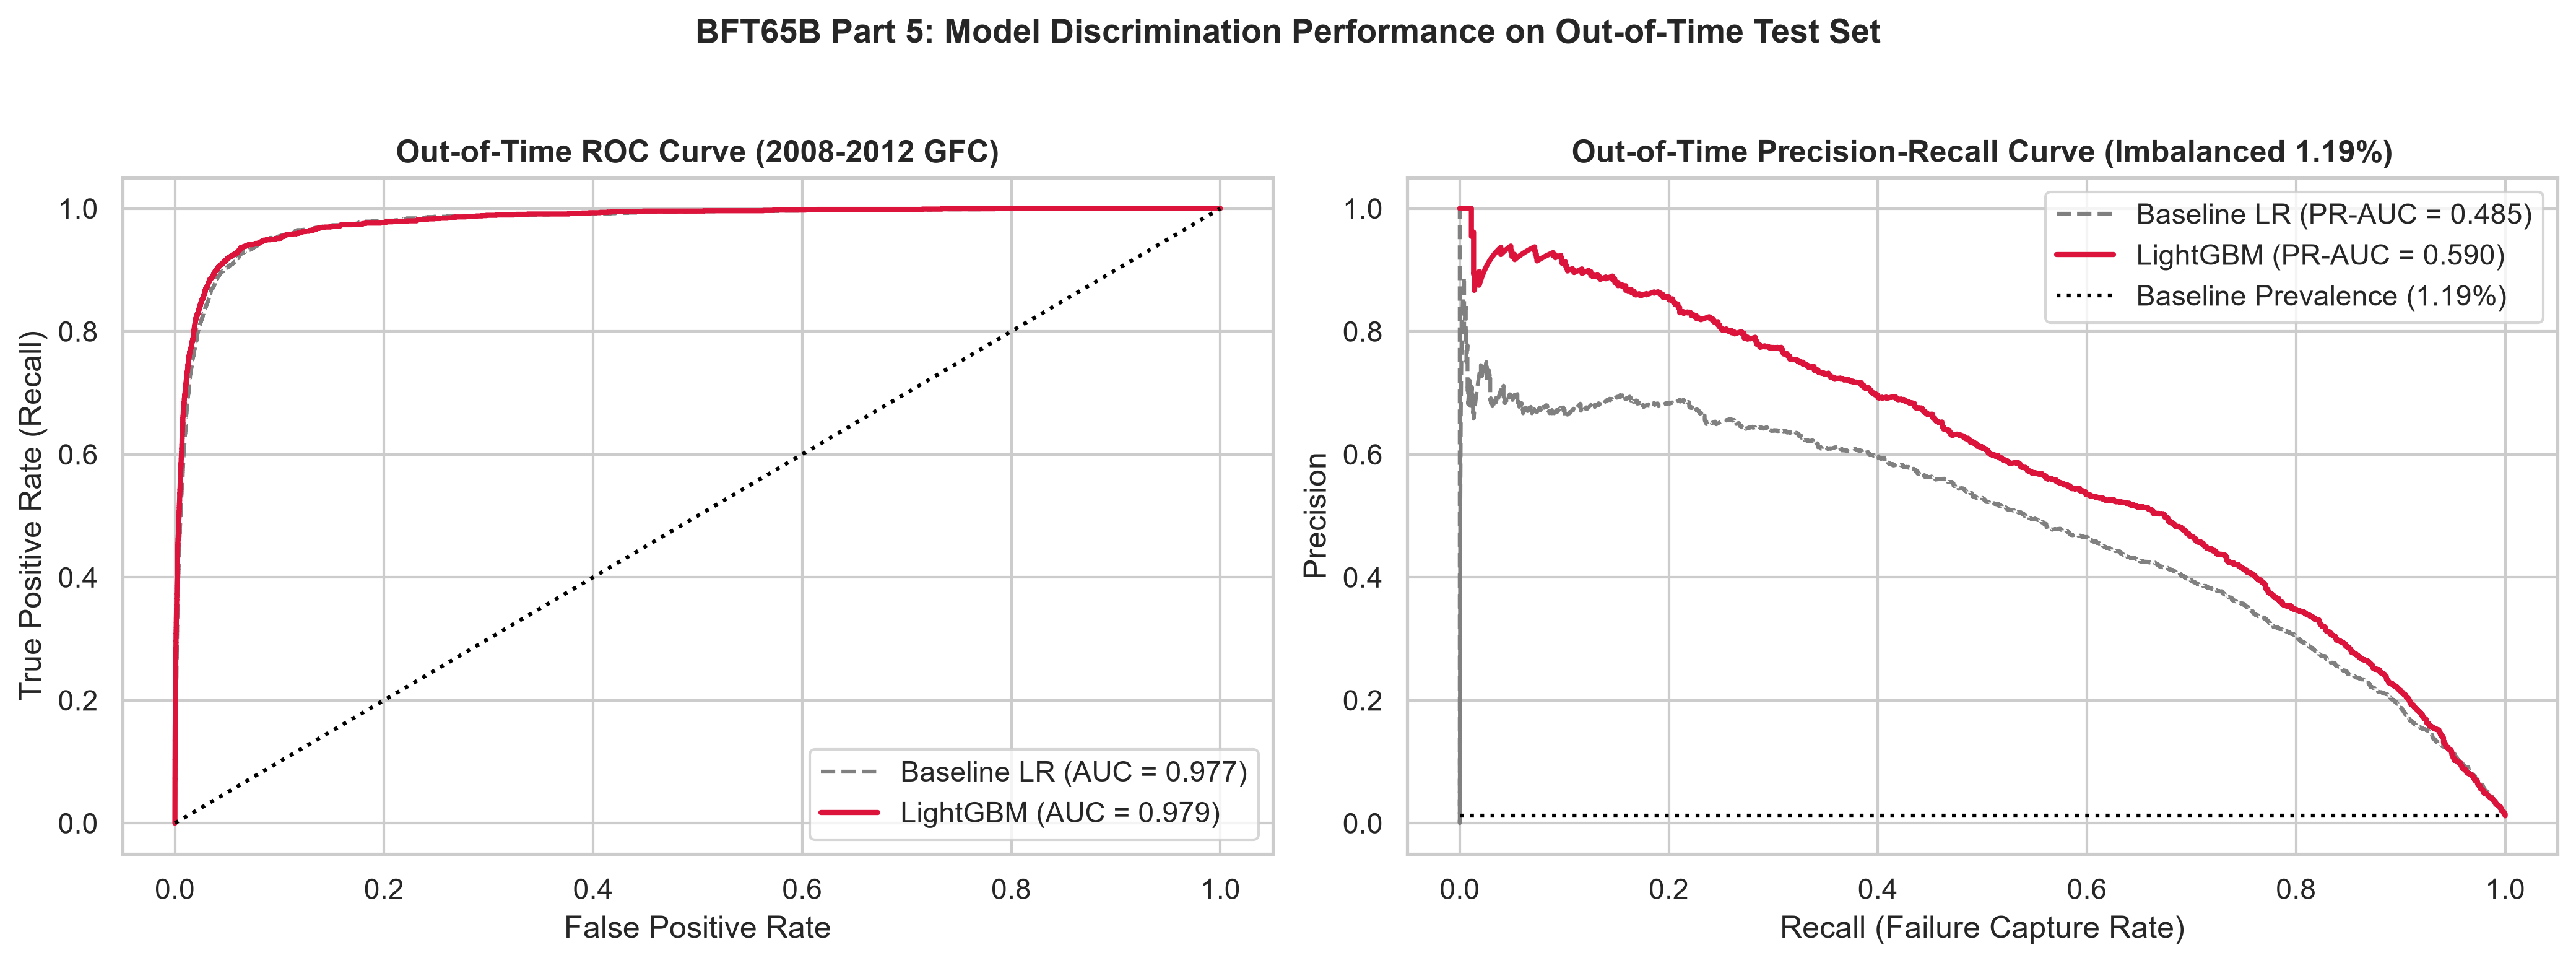 BFT65B Part 5: Model Discrimination Performance on Out-of-Time Test Set
Out-of-Time ROC Curve (2008-2012 GFC)
True Positive Rate (Recall)
1.0
0.8
0.6
0.4
0.2
0.0
Baseline LR (AUC = 0.977)
LightGBM (AUC = 0.979)
0.0 0.2 0.4 0.6 0.8 1.0
False Positive Rate
Out-of-Time Precision-Recall Curve (Imbalanced 1.19%)
Precision
1.0
0.8
0.6
0.4
0.2
0.0
Baseline LR (PR-AUC = 0.485)
LightGBM (PR-AUC = 0.590)
Baseline Prevalence (1.19%)
0.0 0.2 0.4 0.6 0.8 1.0
Recall (Failure Capture Rate)